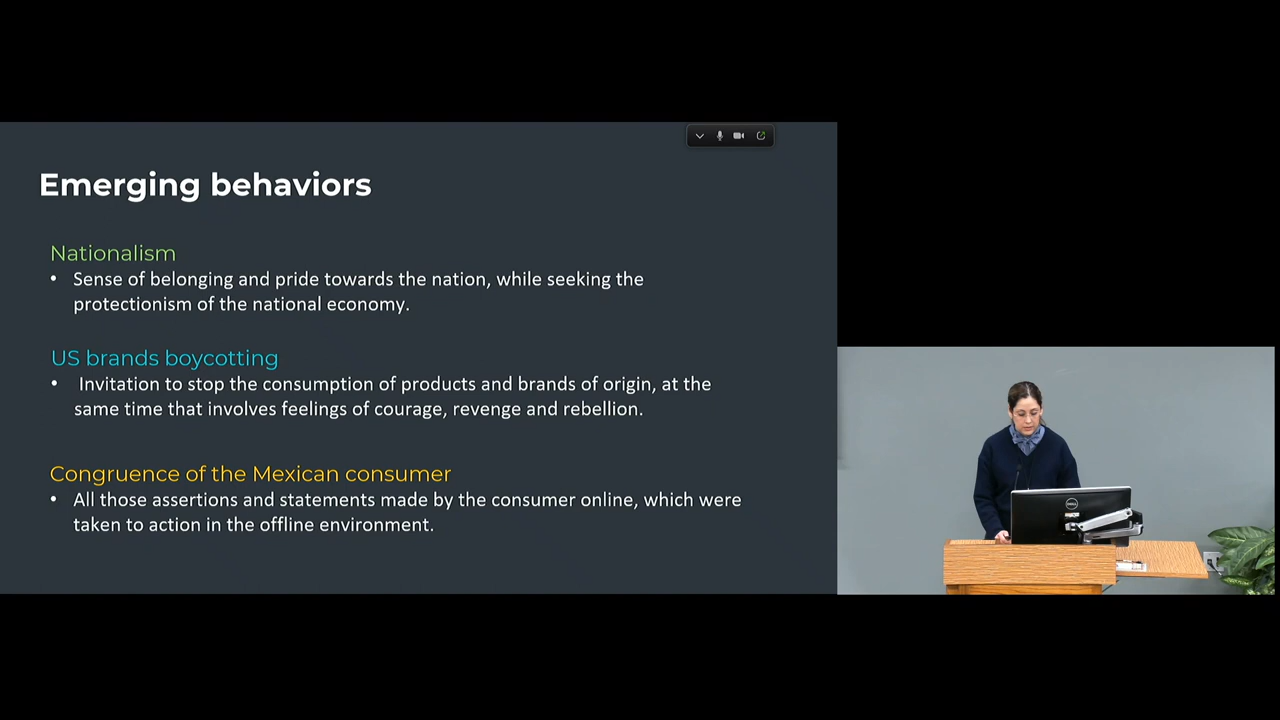 Emerging behaviors
Nationalism
• Sense of belonging and pride towards the nation, while seeking the
protectionism of the national economy.
US brands boycotting
• Invitation to stop the consumption of products and brands of origin, at the
same time that involves feelings of courage, revenge and rebellion.
Congruence of the Mexican consumer
• All those assertions and statements made by the consumer online, which were
taken to action in the offline environment.
DELL